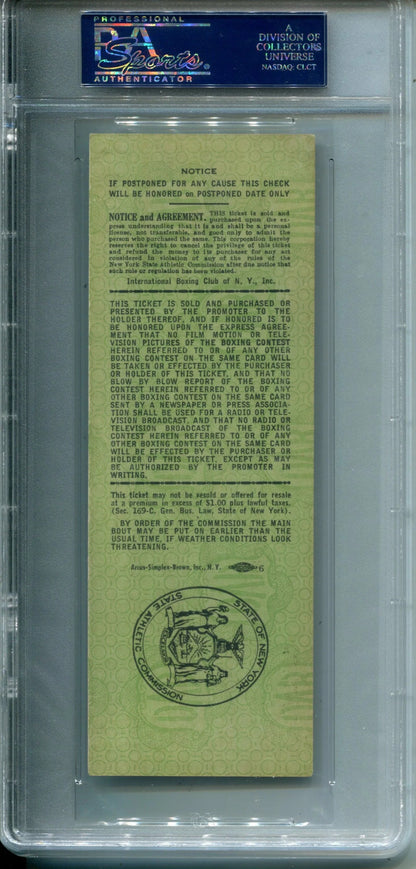 PROFESSIONAL
PSA
Sports®
AUTHENTICATOR
A
DIVISION OF
COLLECTORS
UNIVERSE
NASDAQ: CLCT
NOTICE
IF POSTPONED FOR ANY CAUSE THIS CHECK
WILL BE HONORED on POSTPONED DATE ONLY
NOTICE and AGREEMENT. THIS ticket is sold and
purchased upon the ex-
press understanding that it is and shall be a personal
license, not transferable, and good only to admit the
person who purchased the same. This corporation hereby
reserves the right to cancel the privilege of this ticket
and refund the money to its purchaser for any act
considered in violation of any of the rules of the
New York State Athletic Commission after due notice that
such rule or regulation has been violated.
International Boxing Club of N. Y., Inc.
THIS TICKET IS SOLD AND PURCHASED OR
PRESENTED BY THE PROMOTER TO THE
HOLDER THEREOF, AND IF HONORED IS TO
BE HONORED UPON THE EXPRESS AGREE-
MENT THAT NO FILM MOTION OR TELE-
VISION PICTURES OF THE BOXING CONTEST
HEREIN REFERRED TO OR OF ANY OTHER
BOXING CONTEST ON THE SAME CARD WILL
BE TAKEN OR EFFECTED BY THE PURCHASER
OR HOLDER OF THIS TICKET, AND THAT NO
BLOW BY BLOW REPORT OF THE BOXING
CONTEST HEREIN REFERRED TO OR OF ANY
OTHER BOXING CONTEST ON THE SAME CARD
SENT BY A NEWSPAPER OR PRESS ASSOCIA-
TION SHALL BE USED FOR A RADIO OR TELE-
VISION BROADCAST, AND THAT NO RADIO OR
TELEVISION BROADCAST OF THE BOXING
CONTEST HEREIN REFERRED TO OR OF ANY
OTHER BOXING CONTEST ON THE SAME CARD
WILL BE EFFECTED BY THE PURCHASER OR
HOLDER OF THIS TICKET, EXCEPT AS MAY
BE AUTHORIZED BY THE PROMOTER IN
WRITING.
This ticket may not be resold or offered for resale
at a premium in excess of $1.00 plus lawful taxes.
(Sec. 169-C. Gen. Bus. Law, State of New York).
BY ORDER OF THE COMMISSION THE MAIN
BOUT MAY BE PUT ON EARLIER THAN THE
USUAL TIME, IF WEATHER CONDITIONS LOOK
THREATENING.
Arcus-Simplex-Brown, Inc., N. Y. 6
STATE OF NEW YORK
STATE ATHLETIC COMMISSION